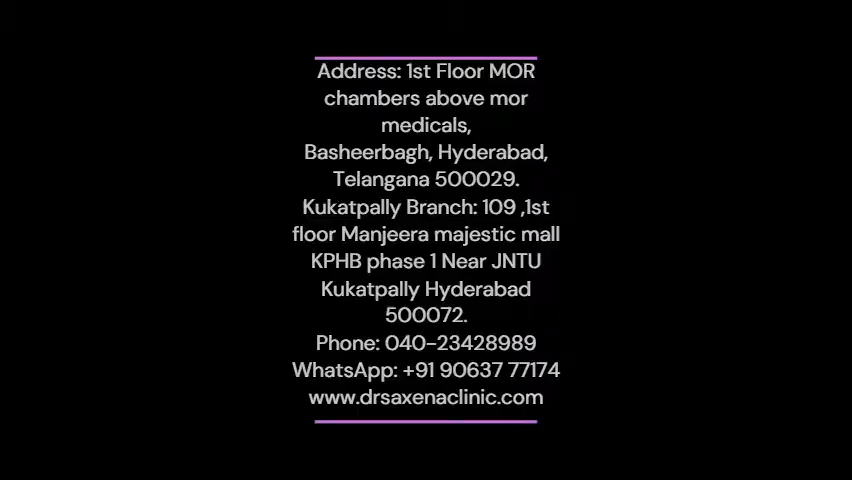 Address: 1st Floor MOR
chambers above mor
medicals,
Basheerbagh, Hyderabad,
Telangana 500029.
Kukatpally Branch: 109 ,1st
floor Manjeera majestic mall
KPHB phase 1 Near JNTU
Kukatpally Hyderabad
500072.
Phone: 040-23428989
WhatsApp: +91 90637 77174
www.drsaxenaclinic.com